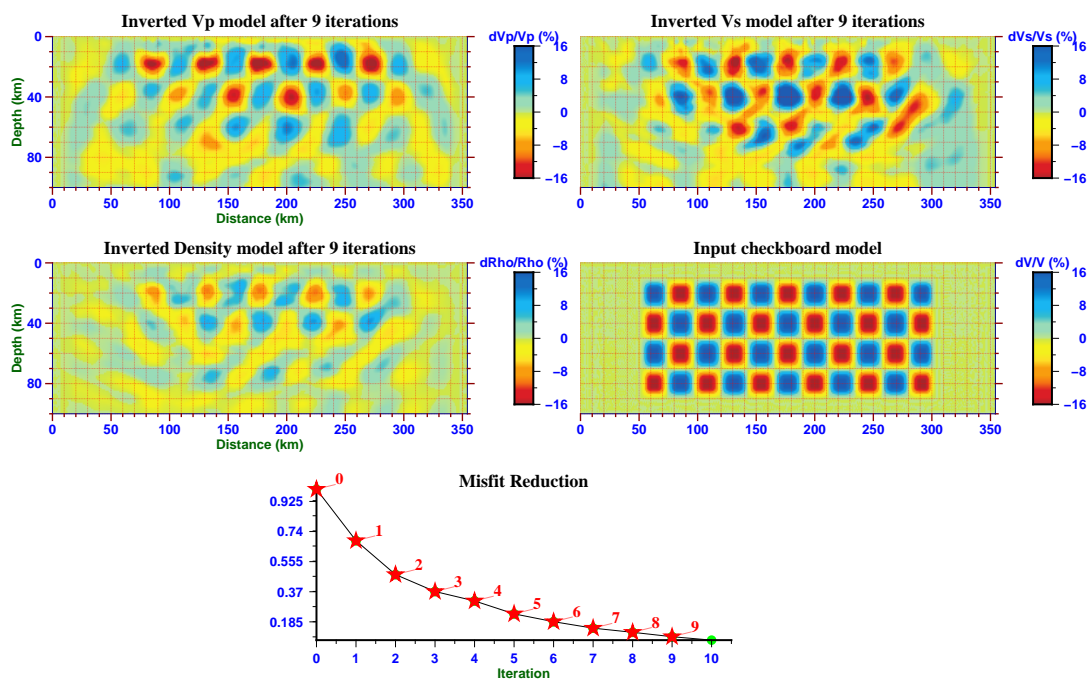 Inverted Vp model after 9 iterations
Inverted Vs model after 9 iterations
dVp/Vp (%)
dVs/Vs (%)
0
40
80
Depth (km)
16
8
0
−8
−16
16
8
0
−8
−16
0 50 100 150 200 250 300 350
Distance (km)
0 50 100 150 200 250 300 350
Inverted Density model after 9 iterations
Input checkboard model
dRho/Rho (%)
dV/V (%)
0
40
80
Depth (km)
16
8
0
−8
−16
16
8
0
−8
−16
0 50 100 150 200 250 300 350
Distance (km)
0 50 100 150 200 250 300 350
Misfit Reduction
0.925
0.74
0.555
0.37
0.185
0
1
2
3
4
5
6
7
8
9
0 1 2 3 4 5 6 7 8 9 10
Iteration